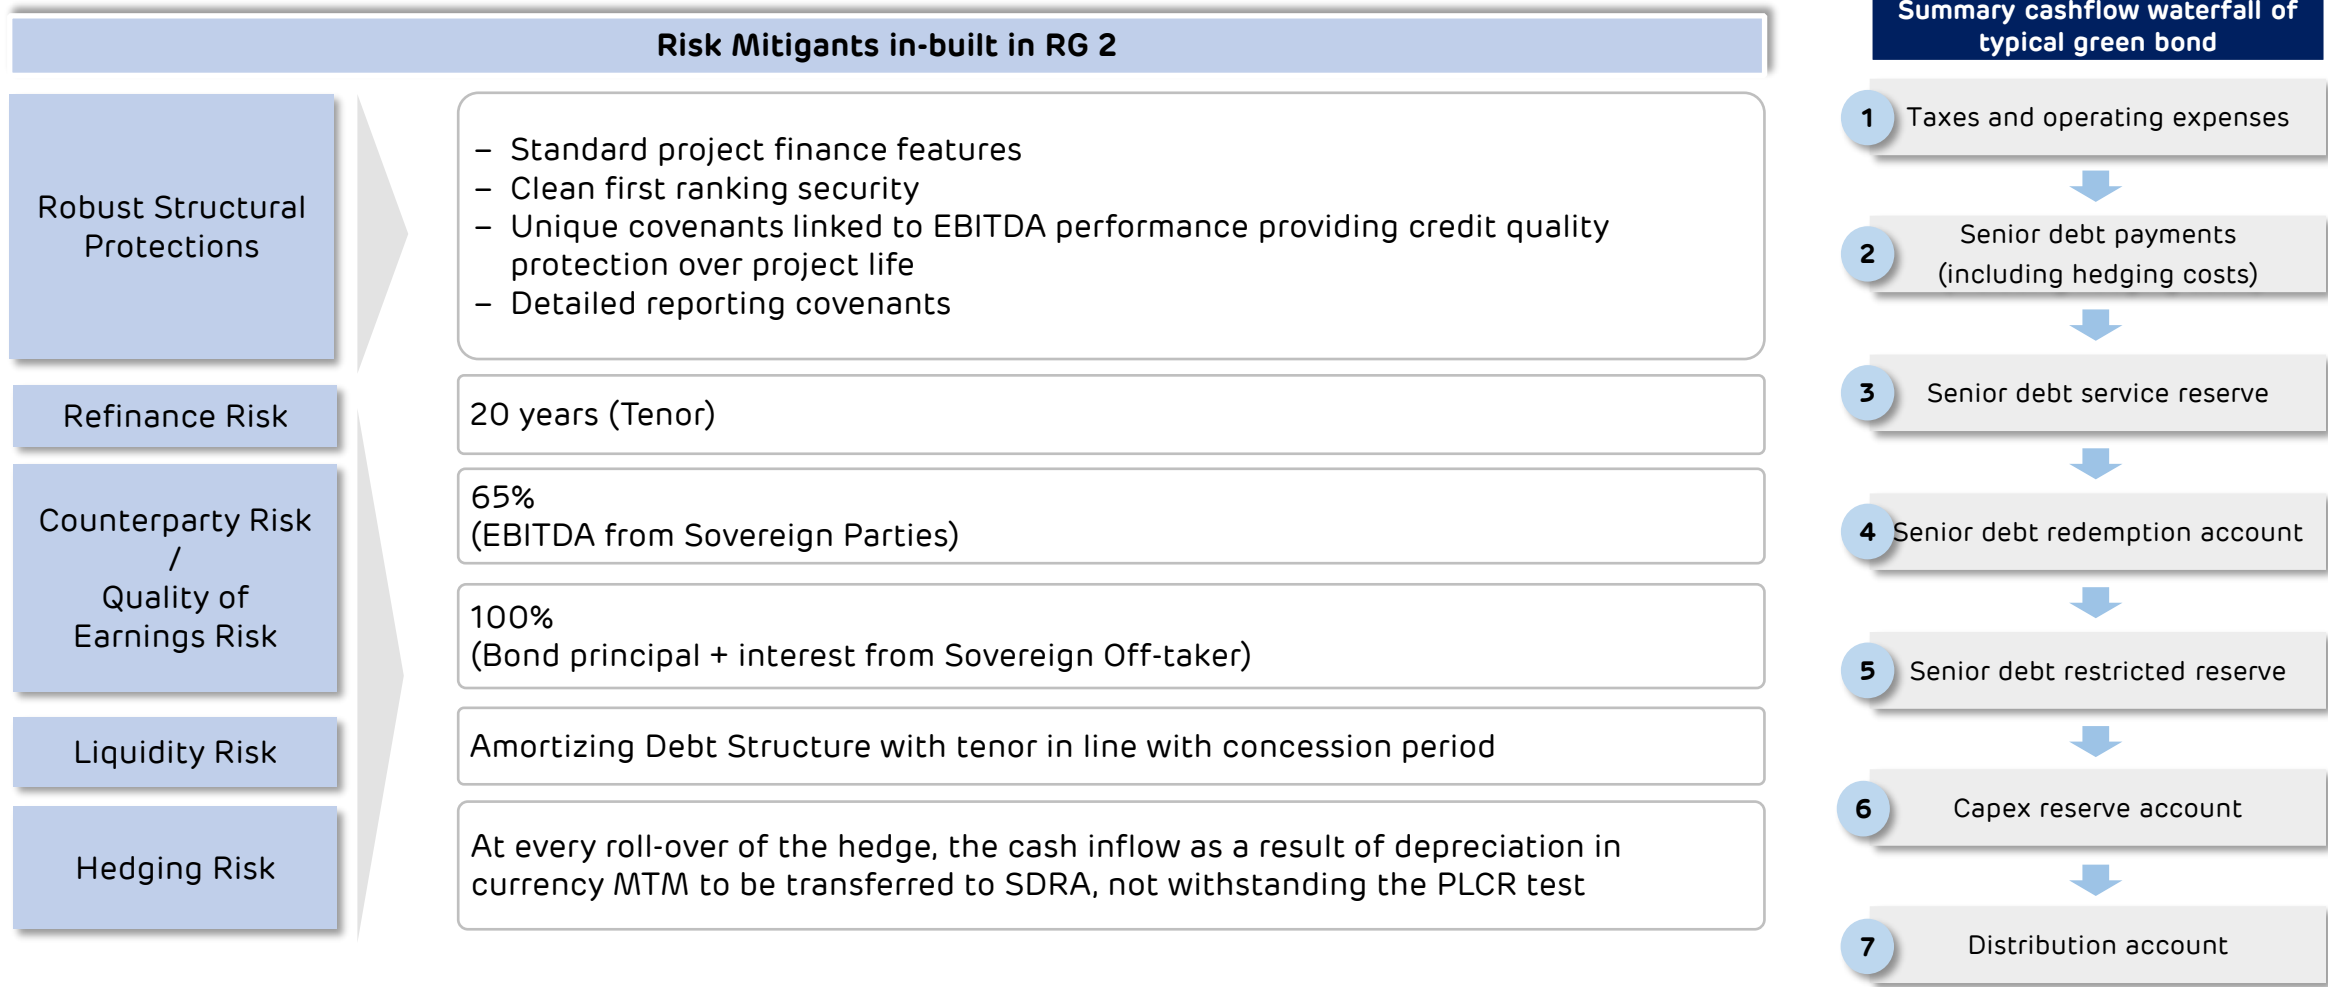 Risk Mitigants in-built in RG 2
Robust Structural
Protections
– Standard project finance features
– Clean first ranking security
– Unique covenants linked to EBITDA performance providing credit quality
protection over project life
– Detailed reporting covenants
Refinance Risk
20 years (Tenor)
Counterparty Risk
/
Quality of
Earnings Risk
65%
(EBITDA from Sovereign Parties)
100%
(Bond principal + interest from Sovereign Off-taker)
Liquidity Risk
Amortizing Debt Structure with tenor in line with concession period
Hedging Risk
At every roll-over of the hedge, the cash inflow as a result of depreciation in
currency MTM to be transferred to SDRA, not withstanding the PLCR test
Summary cashflow waterfall of
typical green bond
1 Taxes and operating expenses
2 Senior debt payments
(including hedging costs)
3 Senior debt service reserve
4 Senior debt redemption account
5 Senior debt restricted reserve
6 Capex reserve account
7 Distribution account